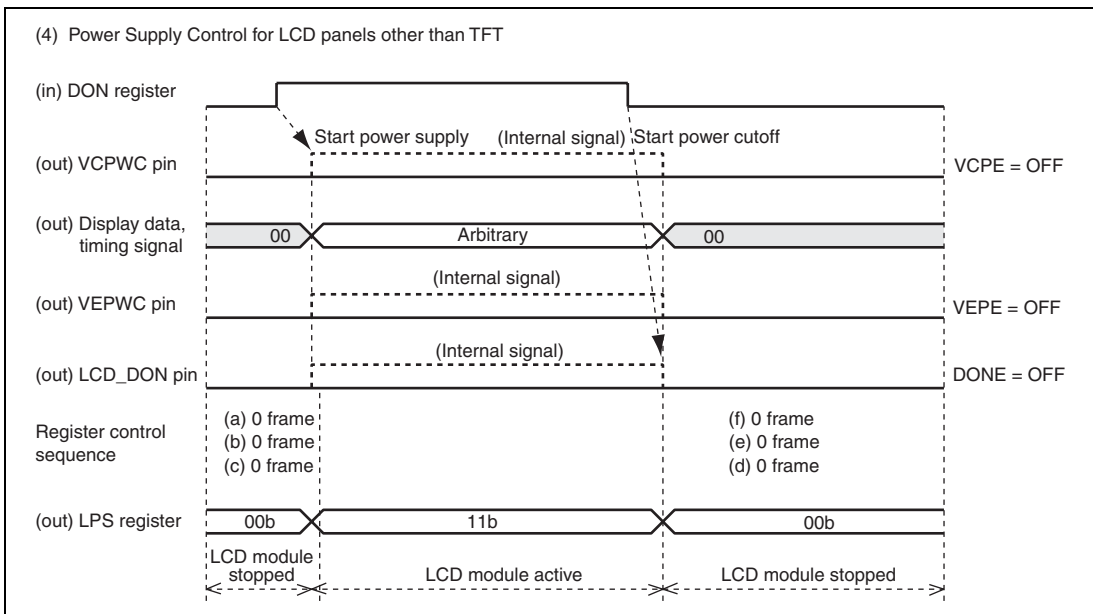 (4) Power Supply Control for LCD panels other than TFT
(in) DON register
Start power supply
(Internal signal)
Start power cutoff
(out) VCPWC pin
VCPE = OFF
(out) Display data,
timing signal
00
Arbitrary
00
(Internal signal)
(out) VEPWC pin
VEPE = OFF
(Internal signal)
(out) LCD_DON pin
DONE = OFF
Register control
sequence
(a) 0 frame
(b) 0 frame
(c) 0 frame
(f) 0 frame
(e) 0 frame
(d) 0 frame
(out) LPS register
00b
11b
00b
LCD module
stopped
LCD module active
LCD module stopped